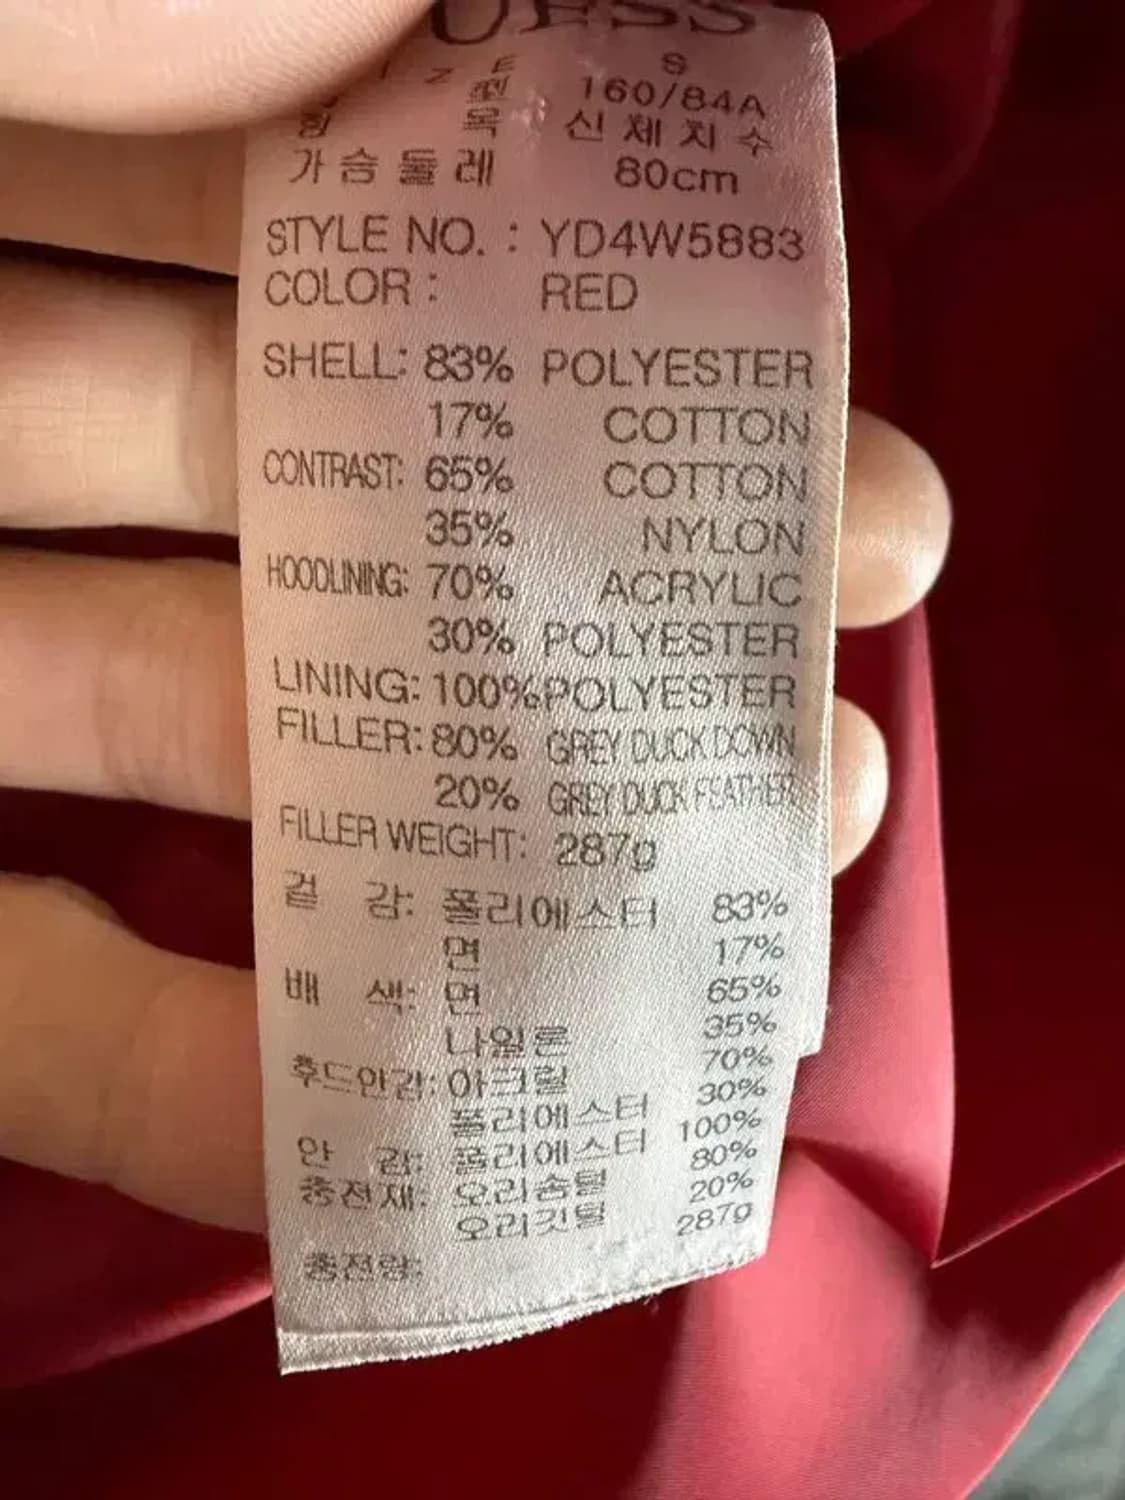 UESS
I Z E S
형 160/84A
항 목 신 체 치 수
가 슴 둘 레 80cm
STYLE NO. : YD4W5883
COLOR : RED
SHELL: 83% POLYESTER
17% COTTON
CONTRAST: 65% COTTON
35% NYLON
HOODLINING: 70% ACRYLIC
30% POLYESTER
LINING: 100%POLYESTER
FILLER: 80% GREY DUCK DOWN
20% GREY DUCK FEATHER
FILLER WEIGHT: 287g
겉 감: 폴리에스터 83%
면 17%
배 색: 면 65%
나일론 35%
후드안감: 아크릴 70%
폴리에스터 30%
안 감: 폴리에스터 100%
충전재: 오리솜털 80%
오리깃털 20%
충전량: 287g